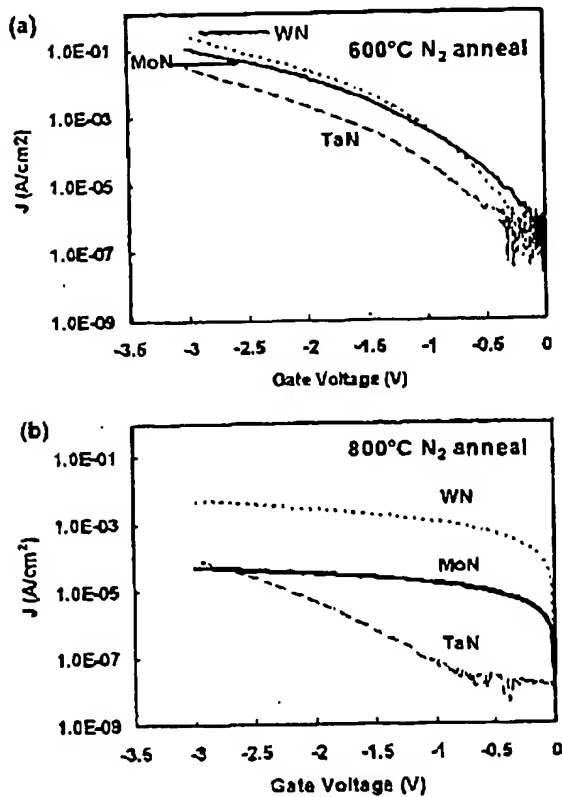 (a)
WN
600°C N₂ anneal
MoN
TaN
J (A/cm2)
1.0E-01
1.0E-03
1.0E-05
1.0E-07
1.0E-09
-3.5 -3 -2.5 -2 -1.5 -1 -0.5 0
Gate Voltage (V)
(b)
800°C N₂ anneal
WN
MoN
TaN
J (A/cm²)
1.0E-01
1.0E-03
1.0E-05
1.0E-07
1.0E-09
-3.5 -3 -2.5 -2 -1.5 -1 -0.5 0
Gate Voltage (V)